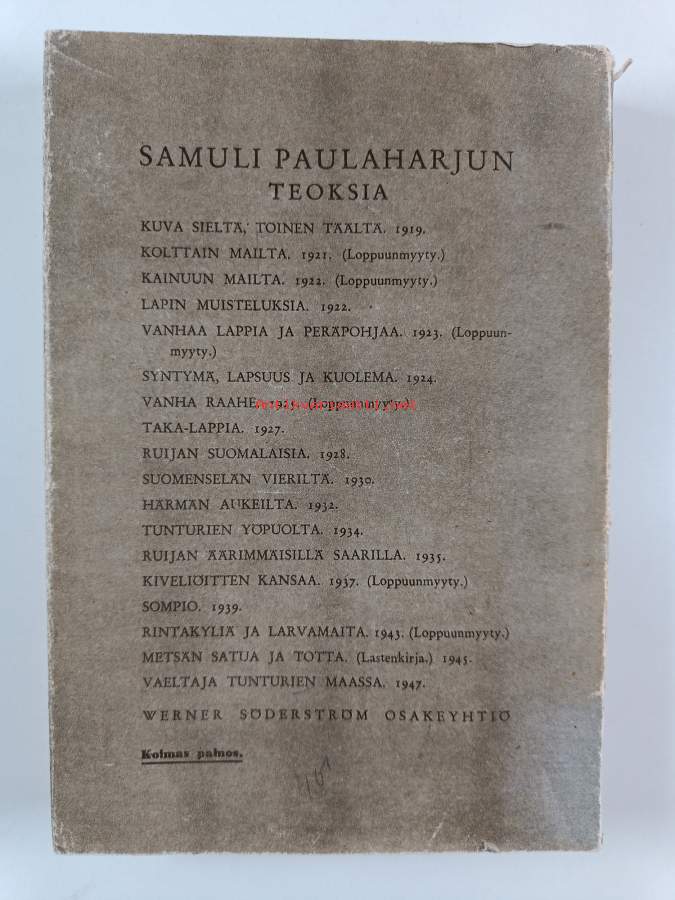 SAMULI PAULAHARJUN
TEOKSIA
KUVA SIELTÄ, TOINEN TÄÄLTÄ. 1919.
KOLTTAIN MAILTA. 1921. (Loppuunmyyty.)
KAINUUN MAILTA. 1922. (Loppuunmyyty.)
LAPIN MUISTELUKSIA. 1922.
VANHAA LAPPIA JA PERÄPOHJAA. 1923. (Loppuun-
myyty.)
SYNTYMÄ, LAPSUUS JA KUOLEMA. 1924.
VANHA RAAHE. 1925. (Loppuunmyyty.)
TAKA-LAPPIA. 1927.
RUIJAN SUOMALAISIA. 1928.
SUOMENSELÄN VIERILTÄ. 1930.
HÄRMÄN AUKEILTA. 1932.
TUNTURIEN YÖPUOLTA. 1934.
RUIJAN ÄÄRIMMÄISILLÄ SAARILLA. 1935.
KIVELIÖITTEN KANSAA. 1937. (Loppuunmyyty.)
SOMPIO. 1939.
RINTAKYLIÄ JA LARVAMAITA. 1943. (Loppuunmyyty.)
METSÄN SATUA JA TOTTA. (Lastenkirja.) 1945.
VAELTAJA TUNTURIEN MAASSA. 1947.
WERNER SÖDERSTRÖM OSAKEYHTIÖ
Kolmas painos.